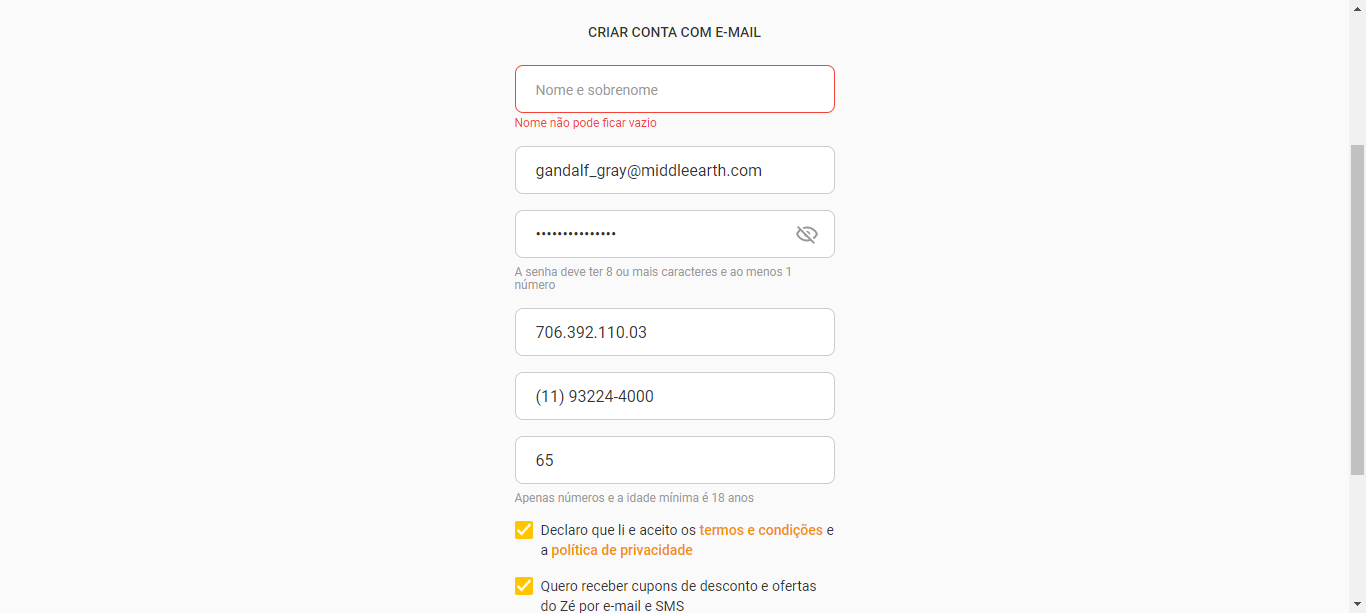 CRIAR CONTA COM E-MAIL
Nome e sobrenome
Nome não pode ficar vazio
gandalf_gray@middleearth.com
•••••••••••••••
A senha deve ter 8 ou mais caracteres e ao menos 1
número
706.392.110.03
(11) 93224-4000
65
Apenas números e a idade mínima é 18 anos
Declaro que li e aceito os termos e condições e
a política de privacidade
Quero receber cupons de desconto e ofertas
do Zé por e-mail e SMS